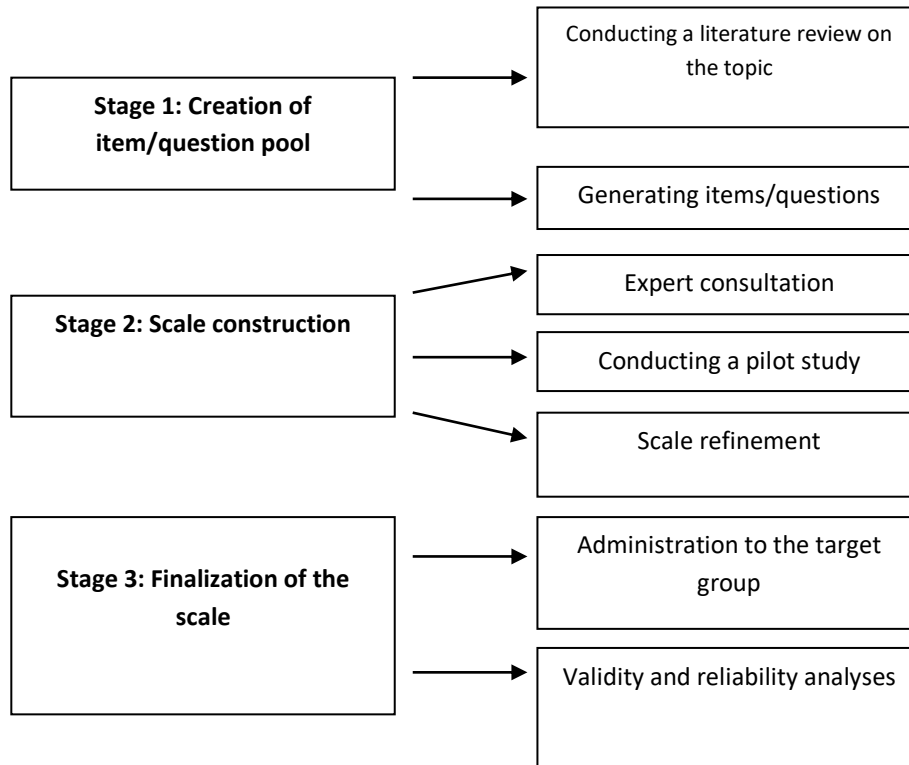 Stage 1: Creation of
item/question pool
Conducting a literature review on
the topic
Generating items/questions
Stage 2: Scale construction
Expert consultation
Conducting a pilot study
Scale refinement
Stage 3: Finalization of the
scale
Administration to the target
group
Validity and reliability analyses